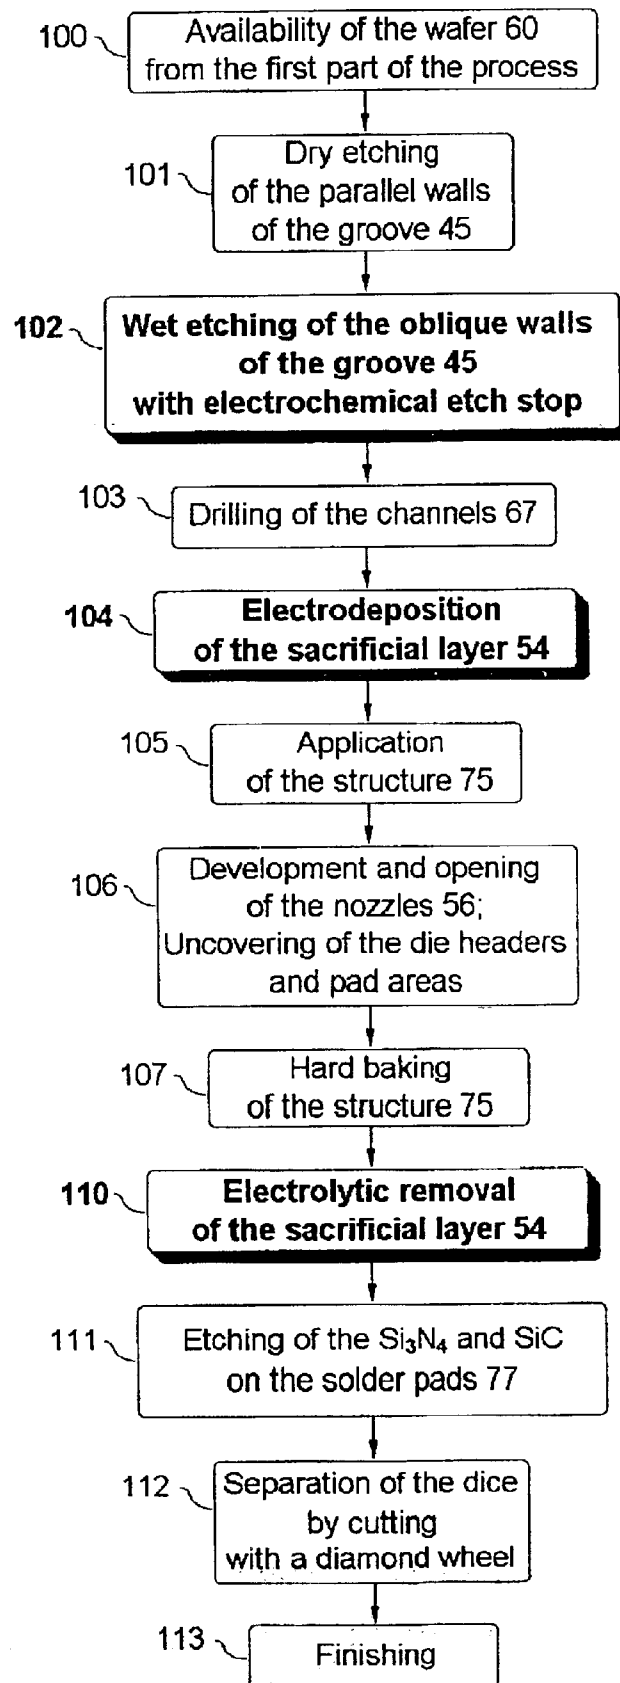 100
Availability of the wafer 60
from the first part of the process
101
Dry etching
of the parallel walls
of the groove 45
102
Wet etching of the oblique walls
of the groove 45
with electrochemical etch stop
103
Drilling of the channels 67
104
Electrodeposition
of the sacrificial layer 54
105
Application
of the structure 75
106
Development and opening
of the nozzles 56;
Uncovering of the die headers
and pad areas
107
Hard baking
of the structure 75
110
Electrolytic removal
of the sacrificial layer 54
111
Etching of the Si₃N₄ and SiC
on the solder pads 77
112
Separation of the dice
by cutting
with a diamond wheel
113
Finishing